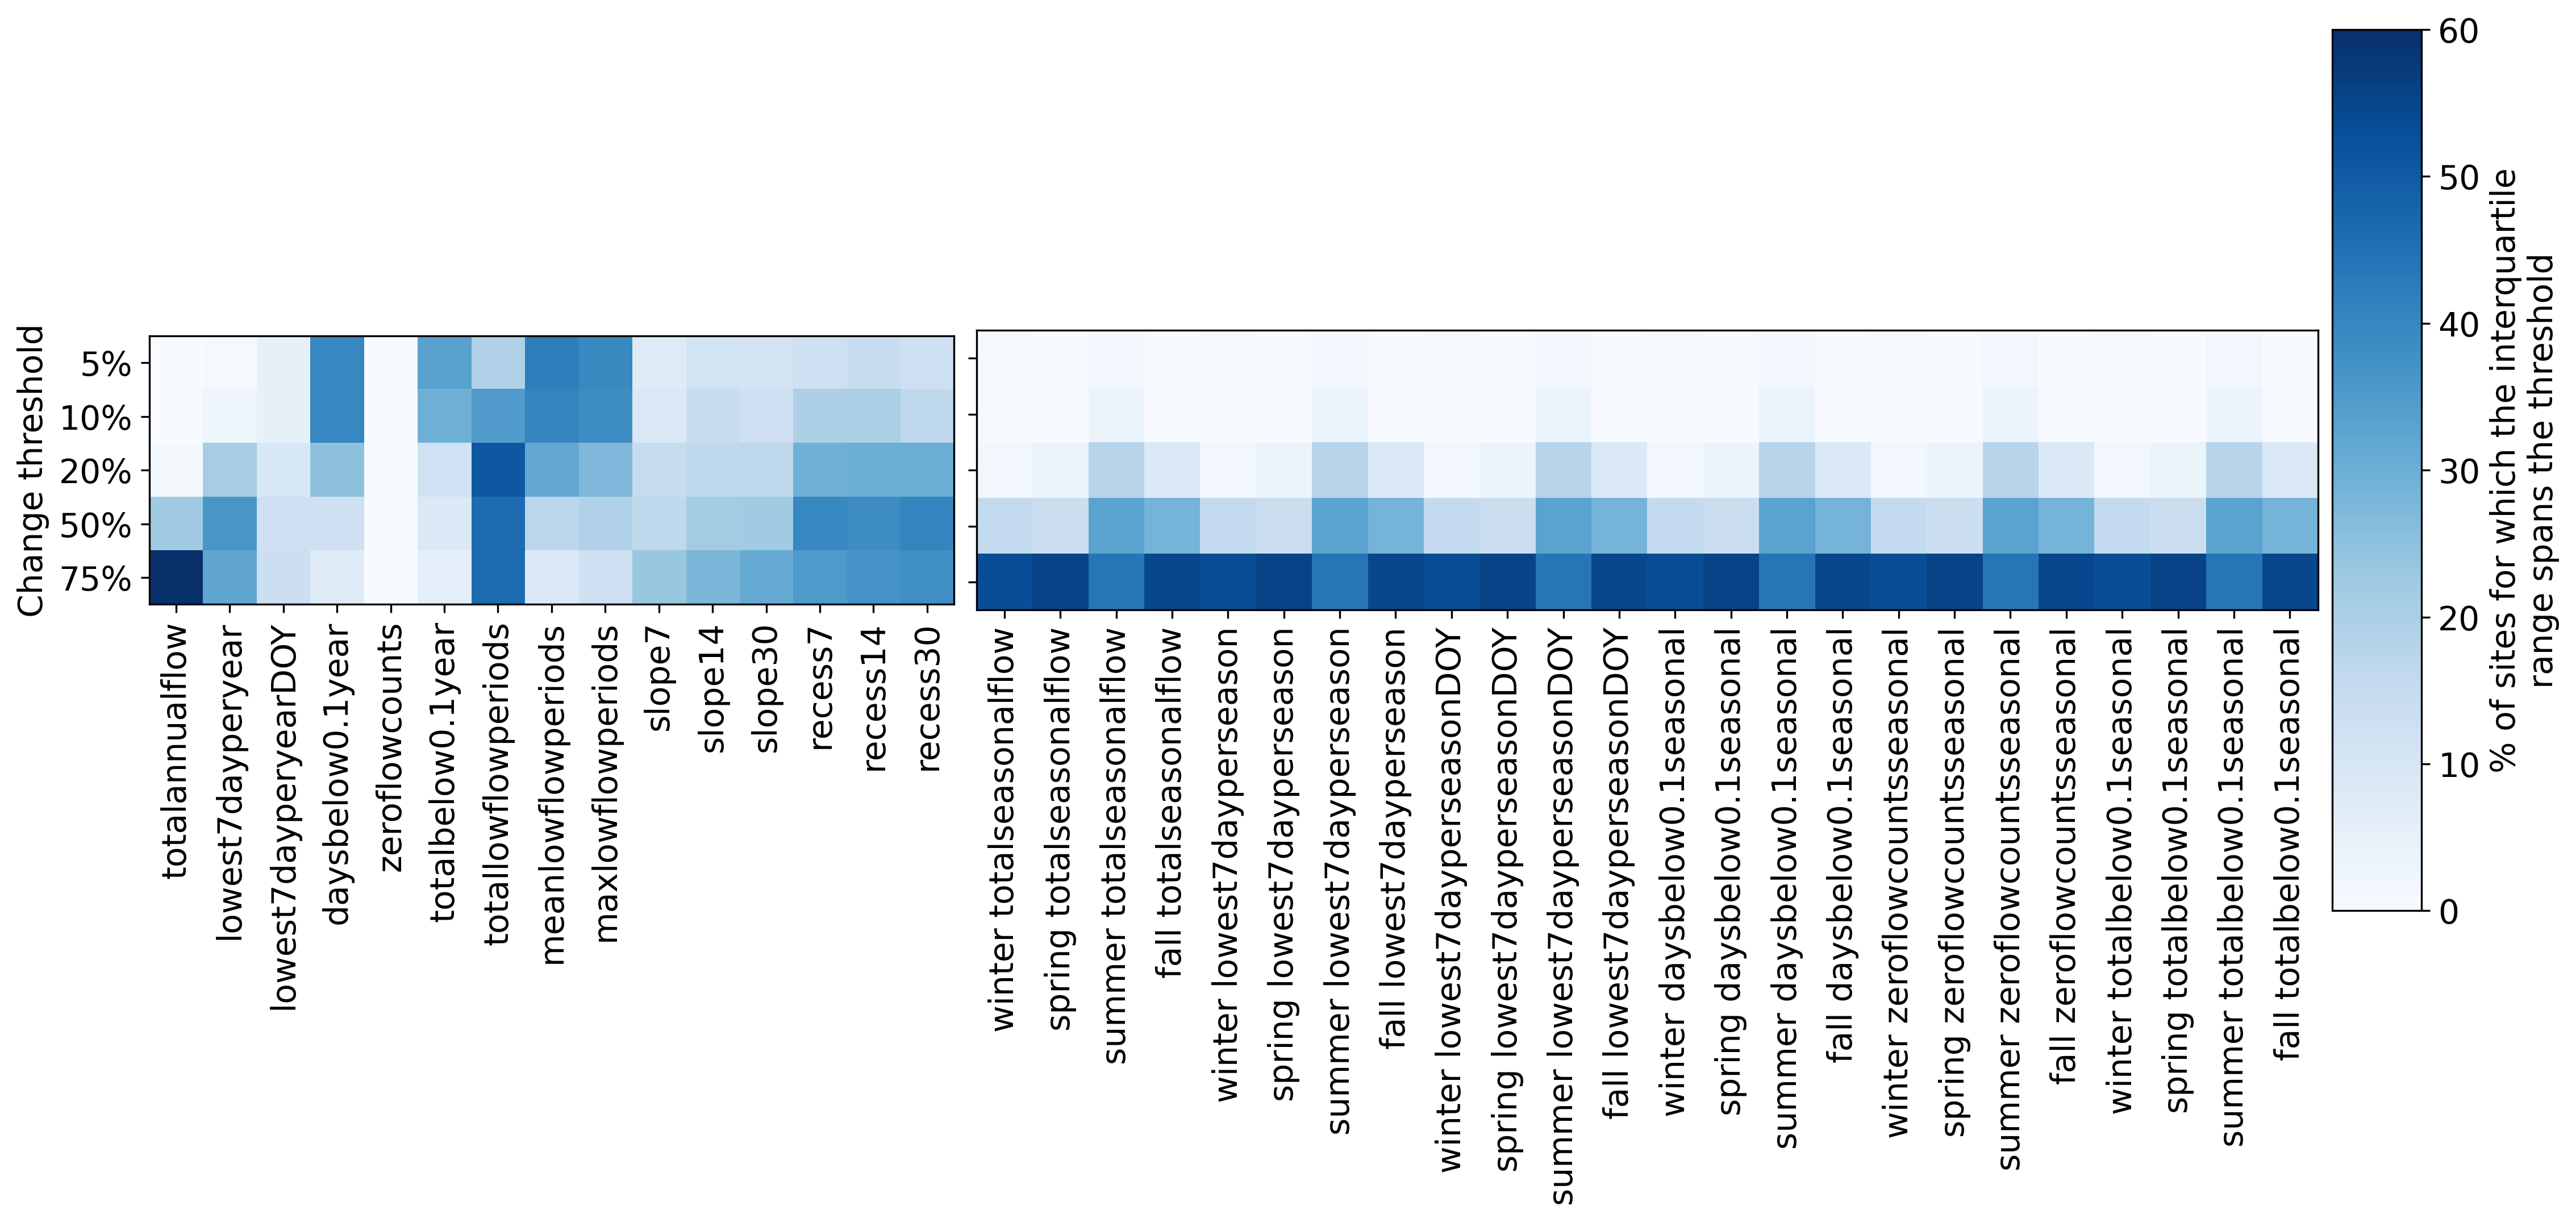 Change threshold
5%
10%
20%
50%
75%
totalannualflow
lowest7dayperyear
lowest7dayperyearDOY
daysbelow0.1year
zeroflowcounts
totalbelow0.1year
totallowflowperiods
meanlowflowperiods
maxlowflowperiods
slope7
slope14
slope30
recess7
recess14
recess30
winter totalseasonalflow
spring totalseasonalflow
summer totalseasonalflow
fall totalseasonalflow
winter lowest7dayperseason
spring lowest7dayperseason
summer lowest7dayperseason
fall lowest7dayperseason
winter lowest7dayperseasonDOY
spring lowest7dayperseasonDOY
summer lowest7dayperseasonDOY
fall lowest7dayperseasonDOY
winter daysbelow0.1seasonal
spring daysbelow0.1seasonal
summer daysbelow0.1seasonal
fall daysbelow0.1seasonal
winter zeroflowcountsseasonal
spring zeroflowcountsseasonal
summer zeroflowcountsseasonal
fall zeroflowcountsseasonal
winter totalbelow0.1seasonal
spring totalbelow0.1seasonal
summer totalbelow0.1seasonal
fall totalbelow0.1seasonal
60
50
40
30
20
10
0
% of sites for which the interquartile
range spans the threshold